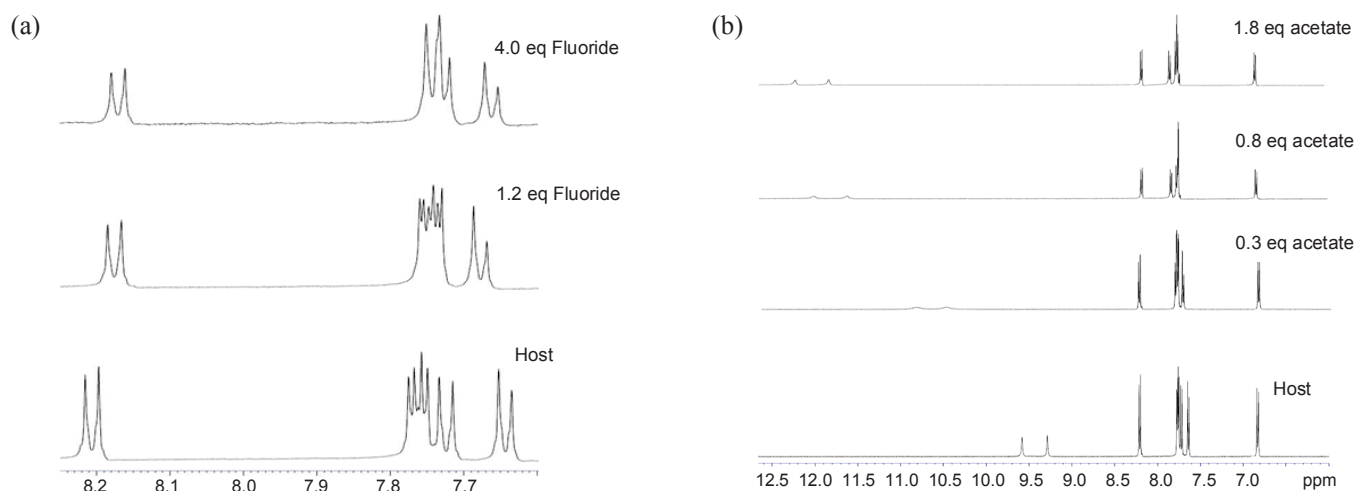 (a)
4.0 eq Fluoride
1.2 eq Fluoride
Host
8.2 8.1 8.0 7.9 7.8 7.7
(b)
1.8 eq acetate
0.8 eq acetate
0.3 eq acetate
Host
12.5 12.0 11.5 11.0 10.5 10.0 9.5 9.0 8.5 8.0 7.5 7.0 ppm